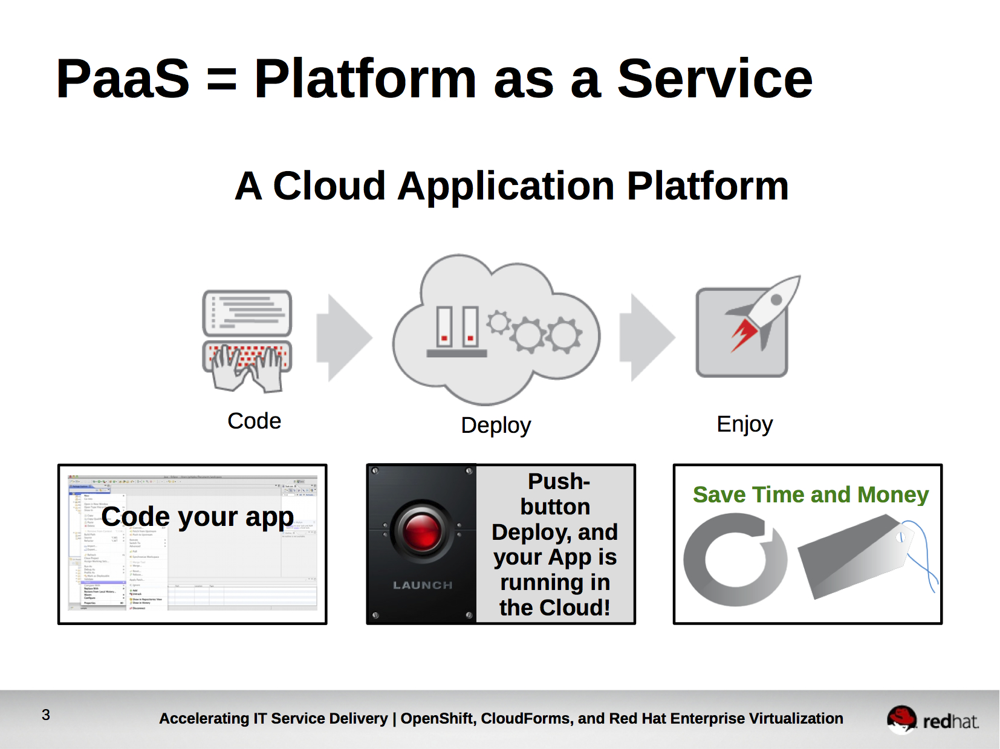 PaaS = Platform as a Service
A Cloud Application Platform
Code
Deploy
Enjoy
Code your app
LAUNCH
Push-
button
Deploy, and
your App is
running in
the Cloud!
Save Time and Money
3
Accelerating IT Service Delivery | OpenShift, CloudForms, and Red Hat Enterprise Virtualization
redhat.